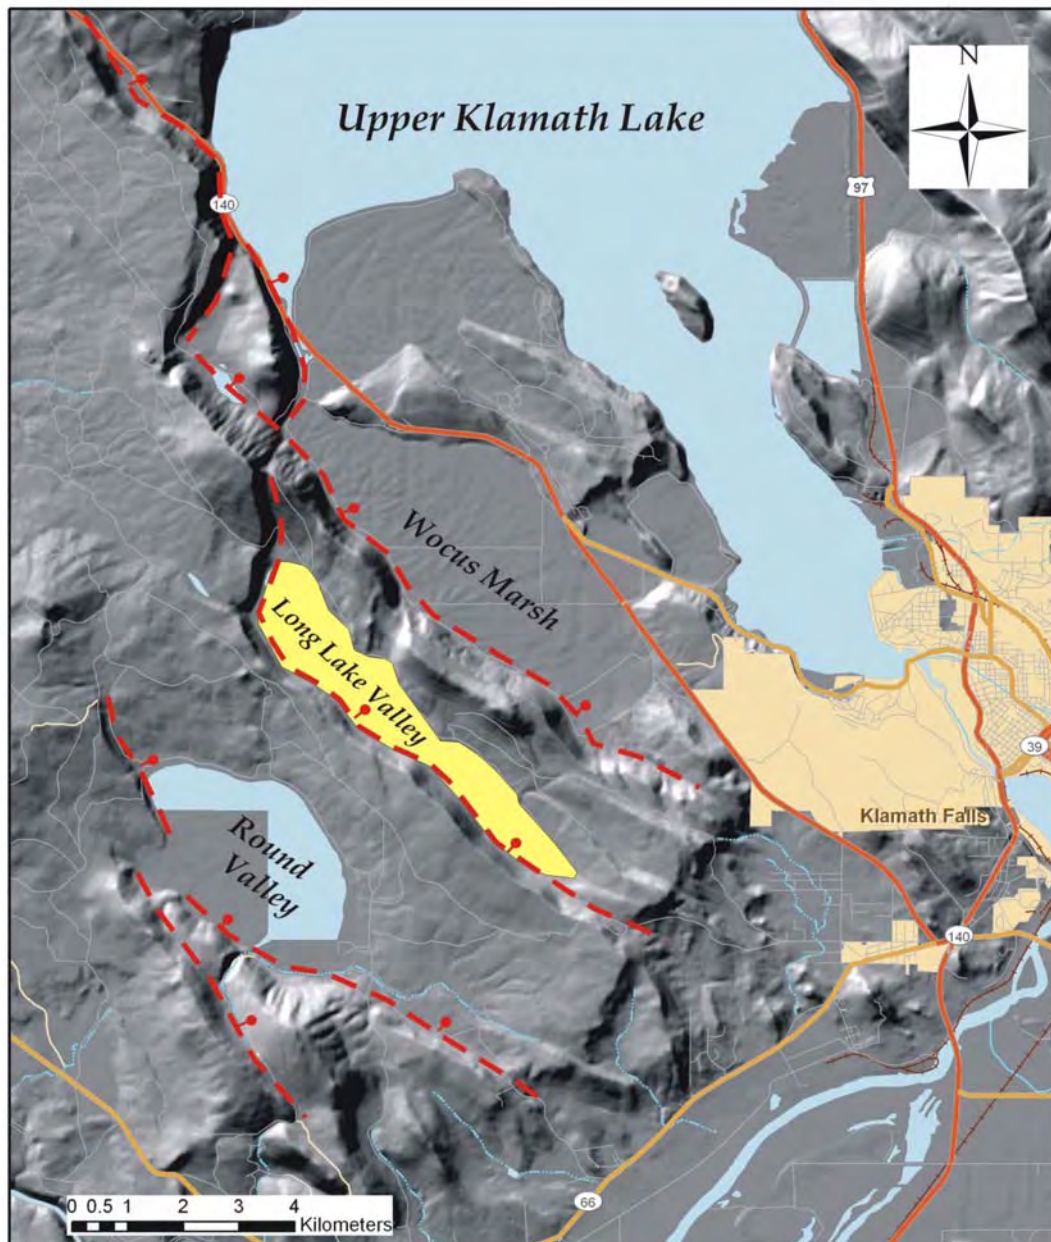 N
Upper Klamath Lake
97
140
Wocus Marsh
Long Lake Valley
39
Klamath Falls
Round
Valley
140
66
0 0.5 1 2 3 4
Kilometers